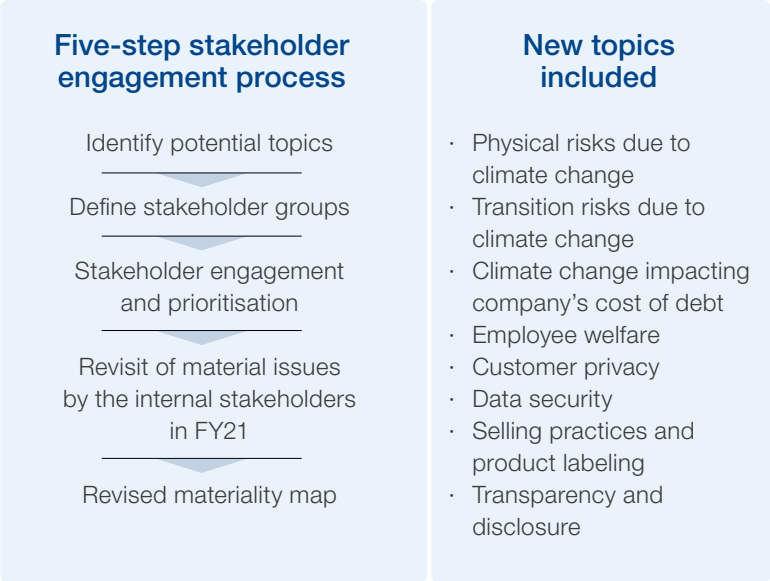 Five-step stakeholder
engagement process
Identify potential topics
Define stakeholder groups
Stakeholder engagement
and prioritisation
Revisit of material issues
by the internal stakeholders
in FY21
Revised materiality map
New topics
included
· Physical risks due to
climate change
· Transition risks due to
climate change
· Climate change impacting
company’s cost of debt
· Employee welfare
· Customer privacy
· Data security
· Selling practices and
product labeling
· Transparency and
disclosure